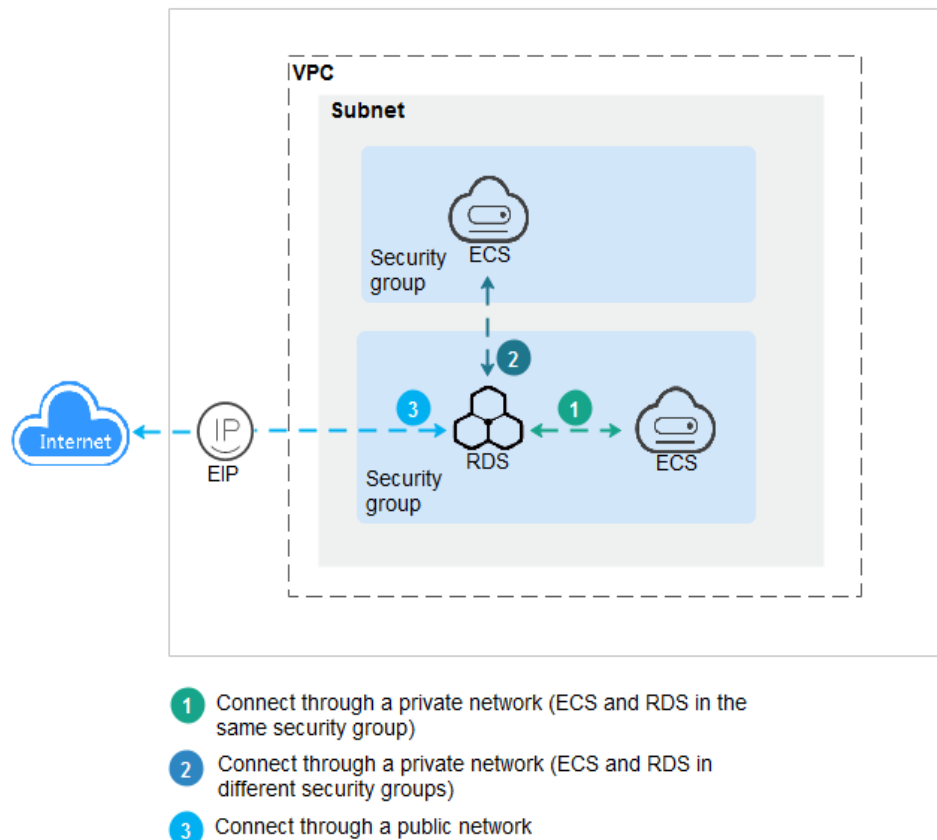 VPC
Subnet
ECS
Security
group
2
Internet
IP
EIP
3
1
RDS
ECS
Security
group
1 Connect through a private network (ECS and RDS in the
same security group)
2 Connect through a private network (ECS and RDS in
different security groups)
3 Connect through a public network